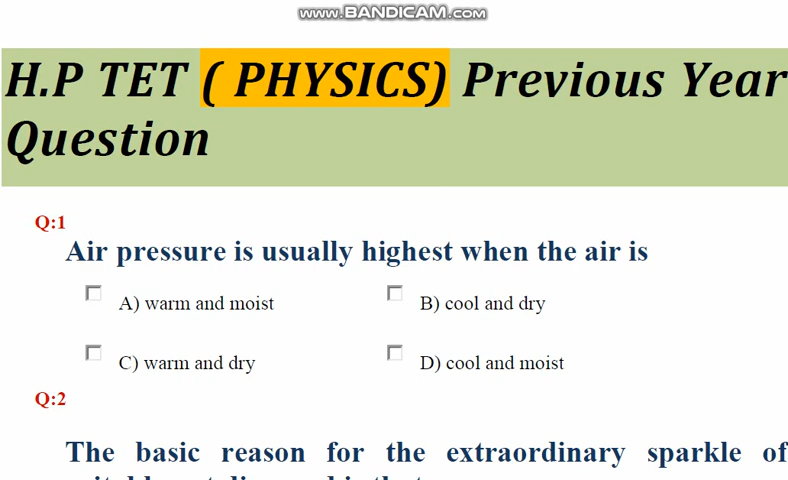 www.BANDICAM.com
H.P TET ( PHYSICS) Previous Year
Question
Q:1
Air pressure is usually highest when the air is
A) warm and moist B) cool and dry
C) warm and dry D) cool and moist
Q:2
The basic reason for the extraordinary sparkle of